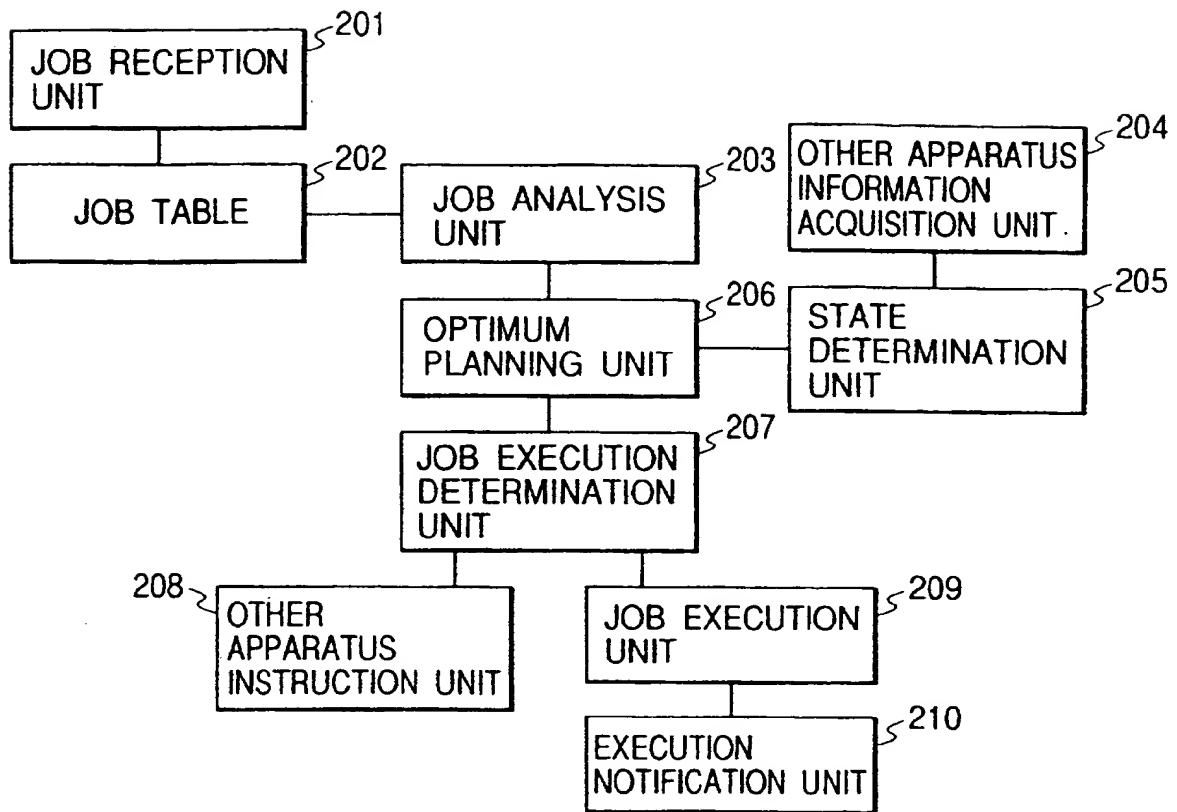 201
JOB RECEPTION
UNIT
202
JOB TABLE
203
JOB ANALYSIS
UNIT
204
OTHER APPARATUS
INFORMATION
ACQUISITION UNIT
205
STATE
DETERMINATION
UNIT
206
OPTIMUM
PLANNING UNIT
207
JOB EXECUTION
DETERMINATION
UNIT
208
OTHER
APPARATUS
INSTRUCTION UNIT
209
JOB EXECUTION
UNIT
210
EXECUTION
NOTIFICATION UNIT